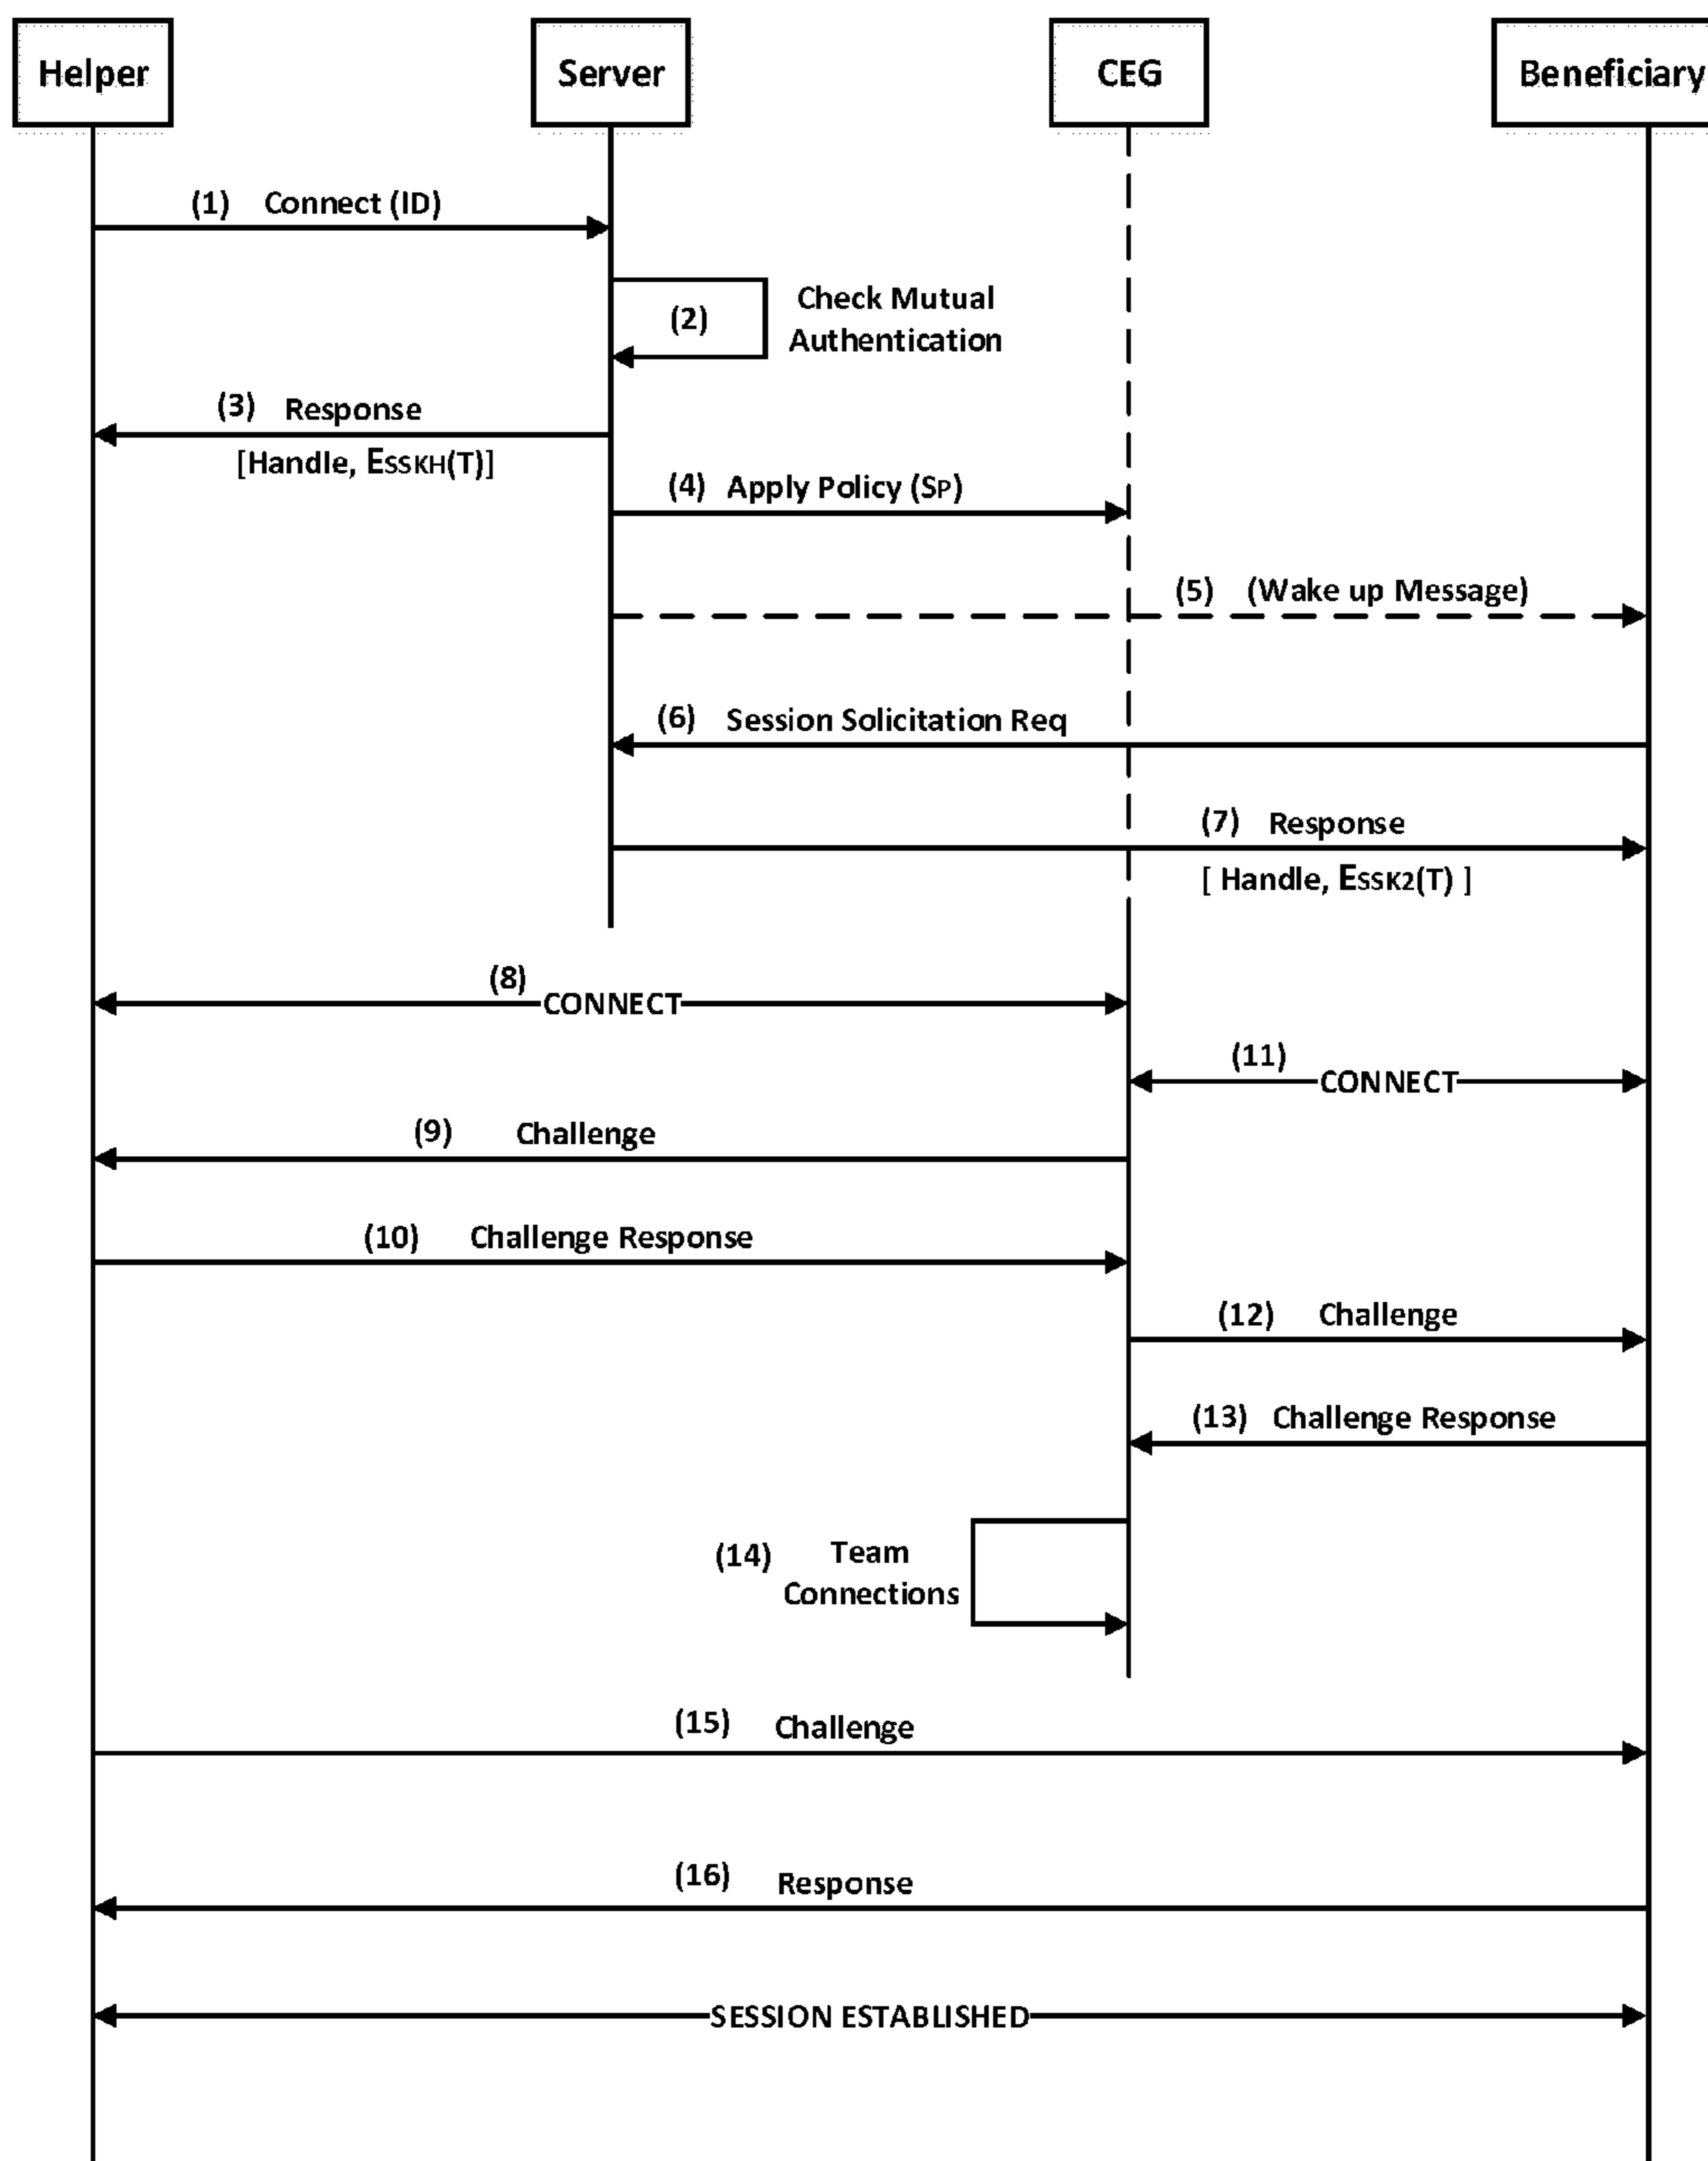 Helper
Server
CEG
Beneficiary
(1) Connect (ID)
(2)
Check Mutual
Authentication
(3) Response
[Handle, ESSKH(T)]
(4) Apply Policy (SP)
(5) (Wake up Message)
(6) Session Solicitation Req
(7) Response
[ Handle, ESSK2(T) ]
(8)
CONNECT
(11)
CONNECT
(9) Challenge
(10) Challenge Response
(12) Challenge
(13) Challenge Response
(14) Team
Connections
(15) Challenge
(16) Response
SESSION ESTABLISHED